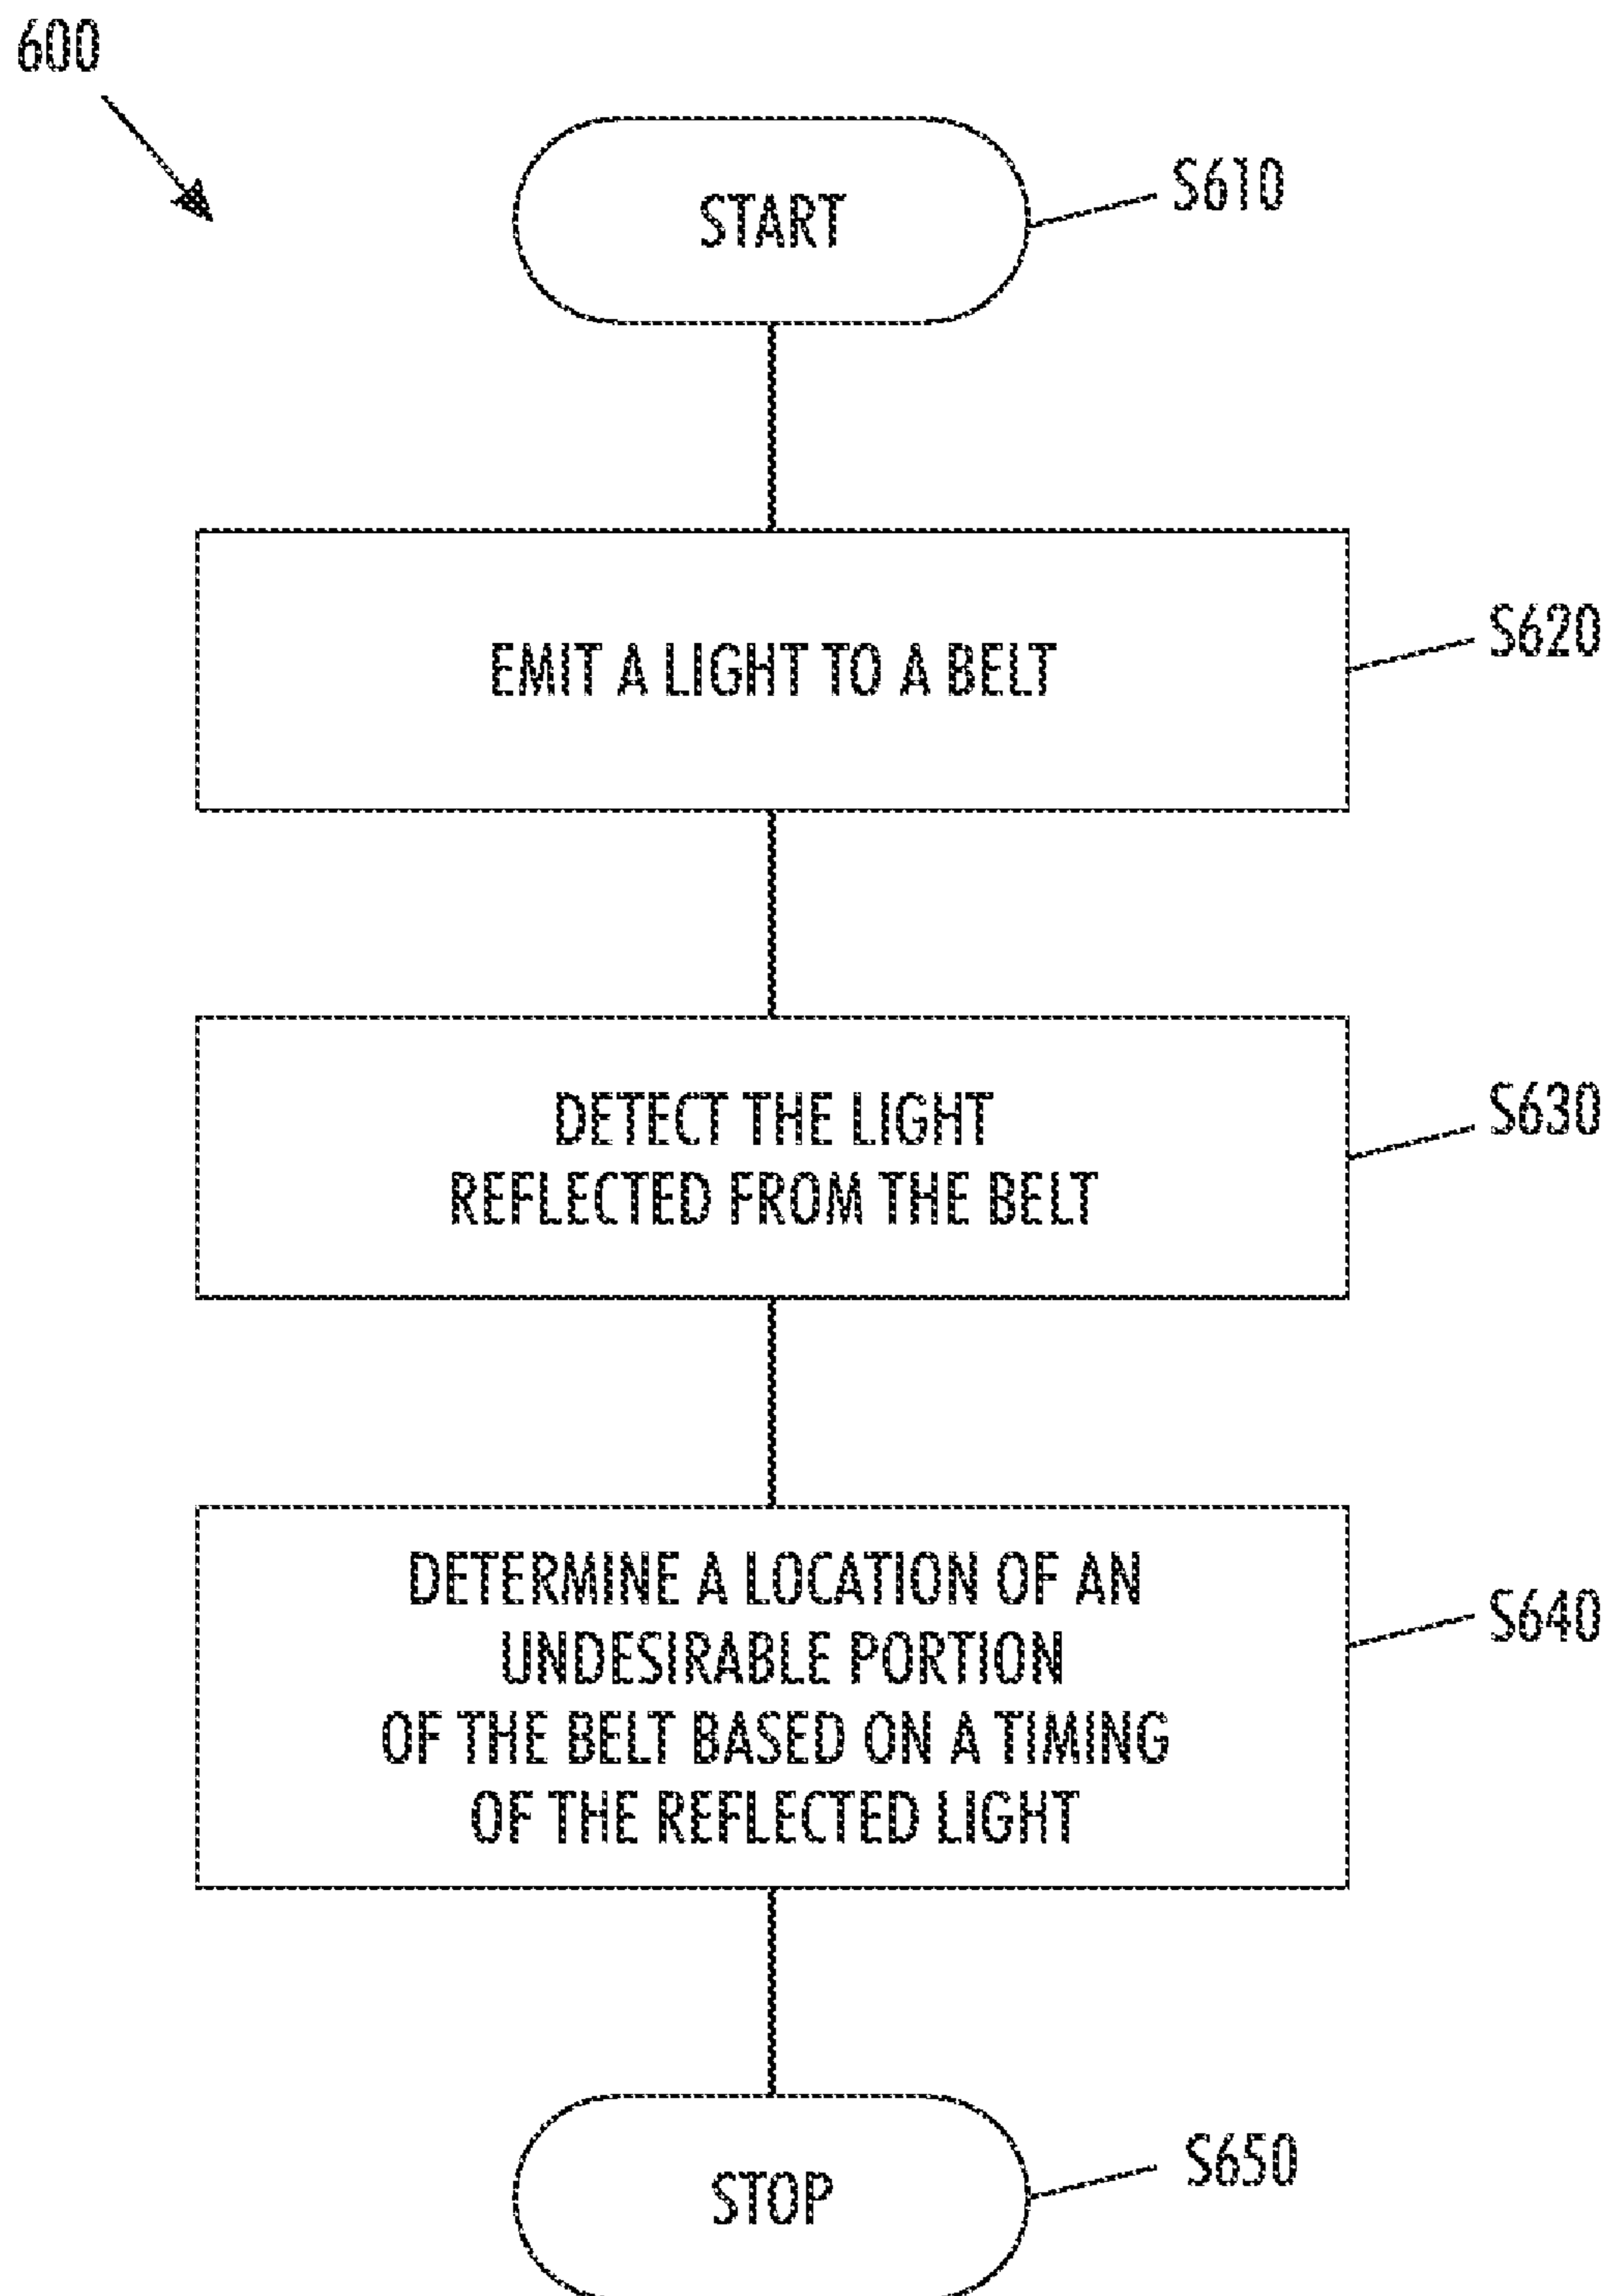 600
START
S610
EMIT A LIGHT TO A BELT
S620
DETECT THE LIGHT
REFLECTED FROM THE BELT
S630
DETERMINE A LOCATION OF AN
UNDESIRABLE PORTION
OF THE BELT BASED ON A TIMING
OF THE REFLECTED LIGHT
S640
STOP
S650